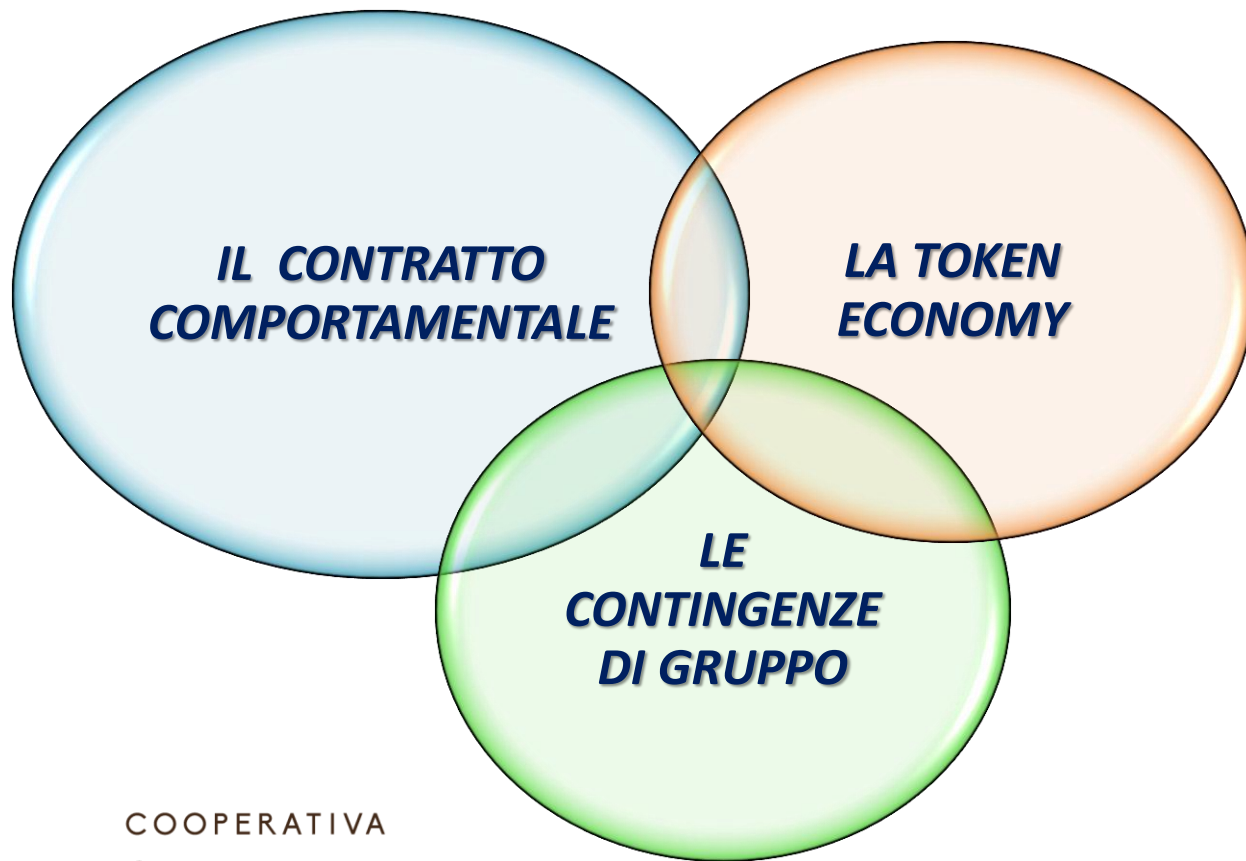 IL CONTRATTO
COMPORTAMENTALE
LA TOKEN
ECONOMY
LE
CONTINGENZE
DI GRUPPO
COOPERATIVA